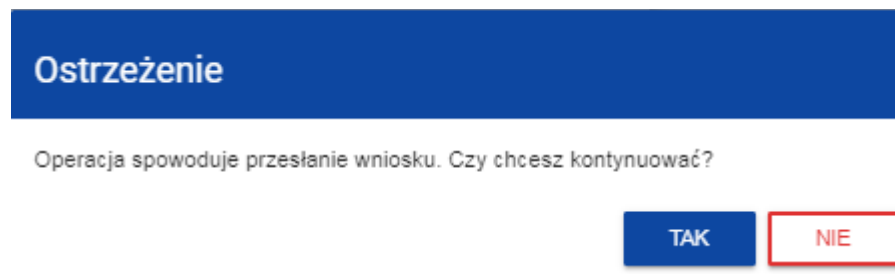 Ostrzeżenie
Operacja spowoduje przesłanie wniosku. Czy chcesz kontynuować?
TAK NIE